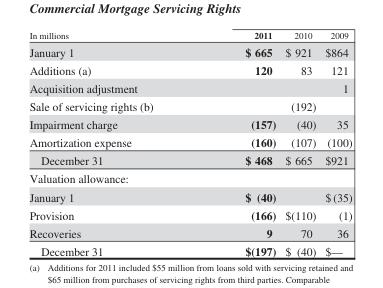 Commercial Mortgage Servicing Rights
In millions 2011 2010 2009
January 1 $ 665 $ 921 $864
Additions (a) 120 83 121
Acquisition adjustment 1
Sale of servicing rights (b) (192)
Impairment charge (157) (40) 35
Amortization expense (160) (107) (100)
December 31 $ 468 $ 665 $921
Valuation allowance:
January 1 $ (40) $ (35)
Provision (166) $(110) (1)
Recoveries 9 70 36
December 31 $(197) $ (40) $—
(a) Additions for 2011 included $55 million from loans sold with servicing retained and
$65 million from purchases of servicing rights from third parties. Comparable